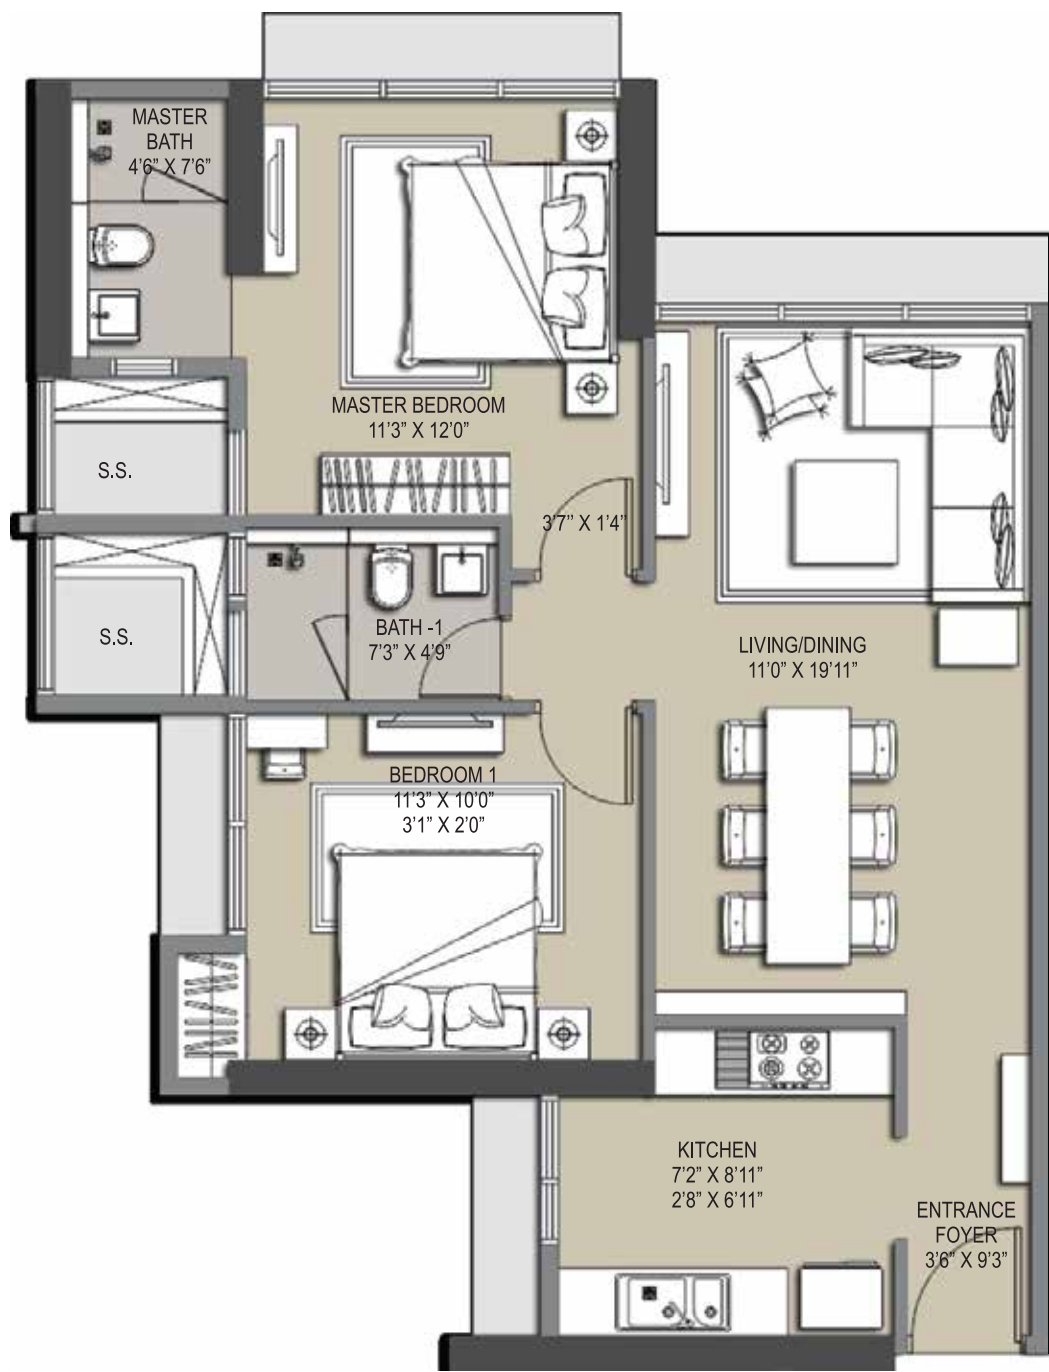 MASTER
BATH
4’6” X 7’6”
MASTER BEDROOM
11’3” X 12’0”
S.S.
3’7” X 1’4”
S.S.
BATH -1
7’3” X 4’9”
LIVING/DINING
11’0” X 19’11”
BEDROOM 1
11’3” X 10’0”
3’1” X 2’0”
KITCHEN
7’2” X 8’11”
2’8” X 6’11”
ENTRANCE
FOYER
3’6” X 9’3”